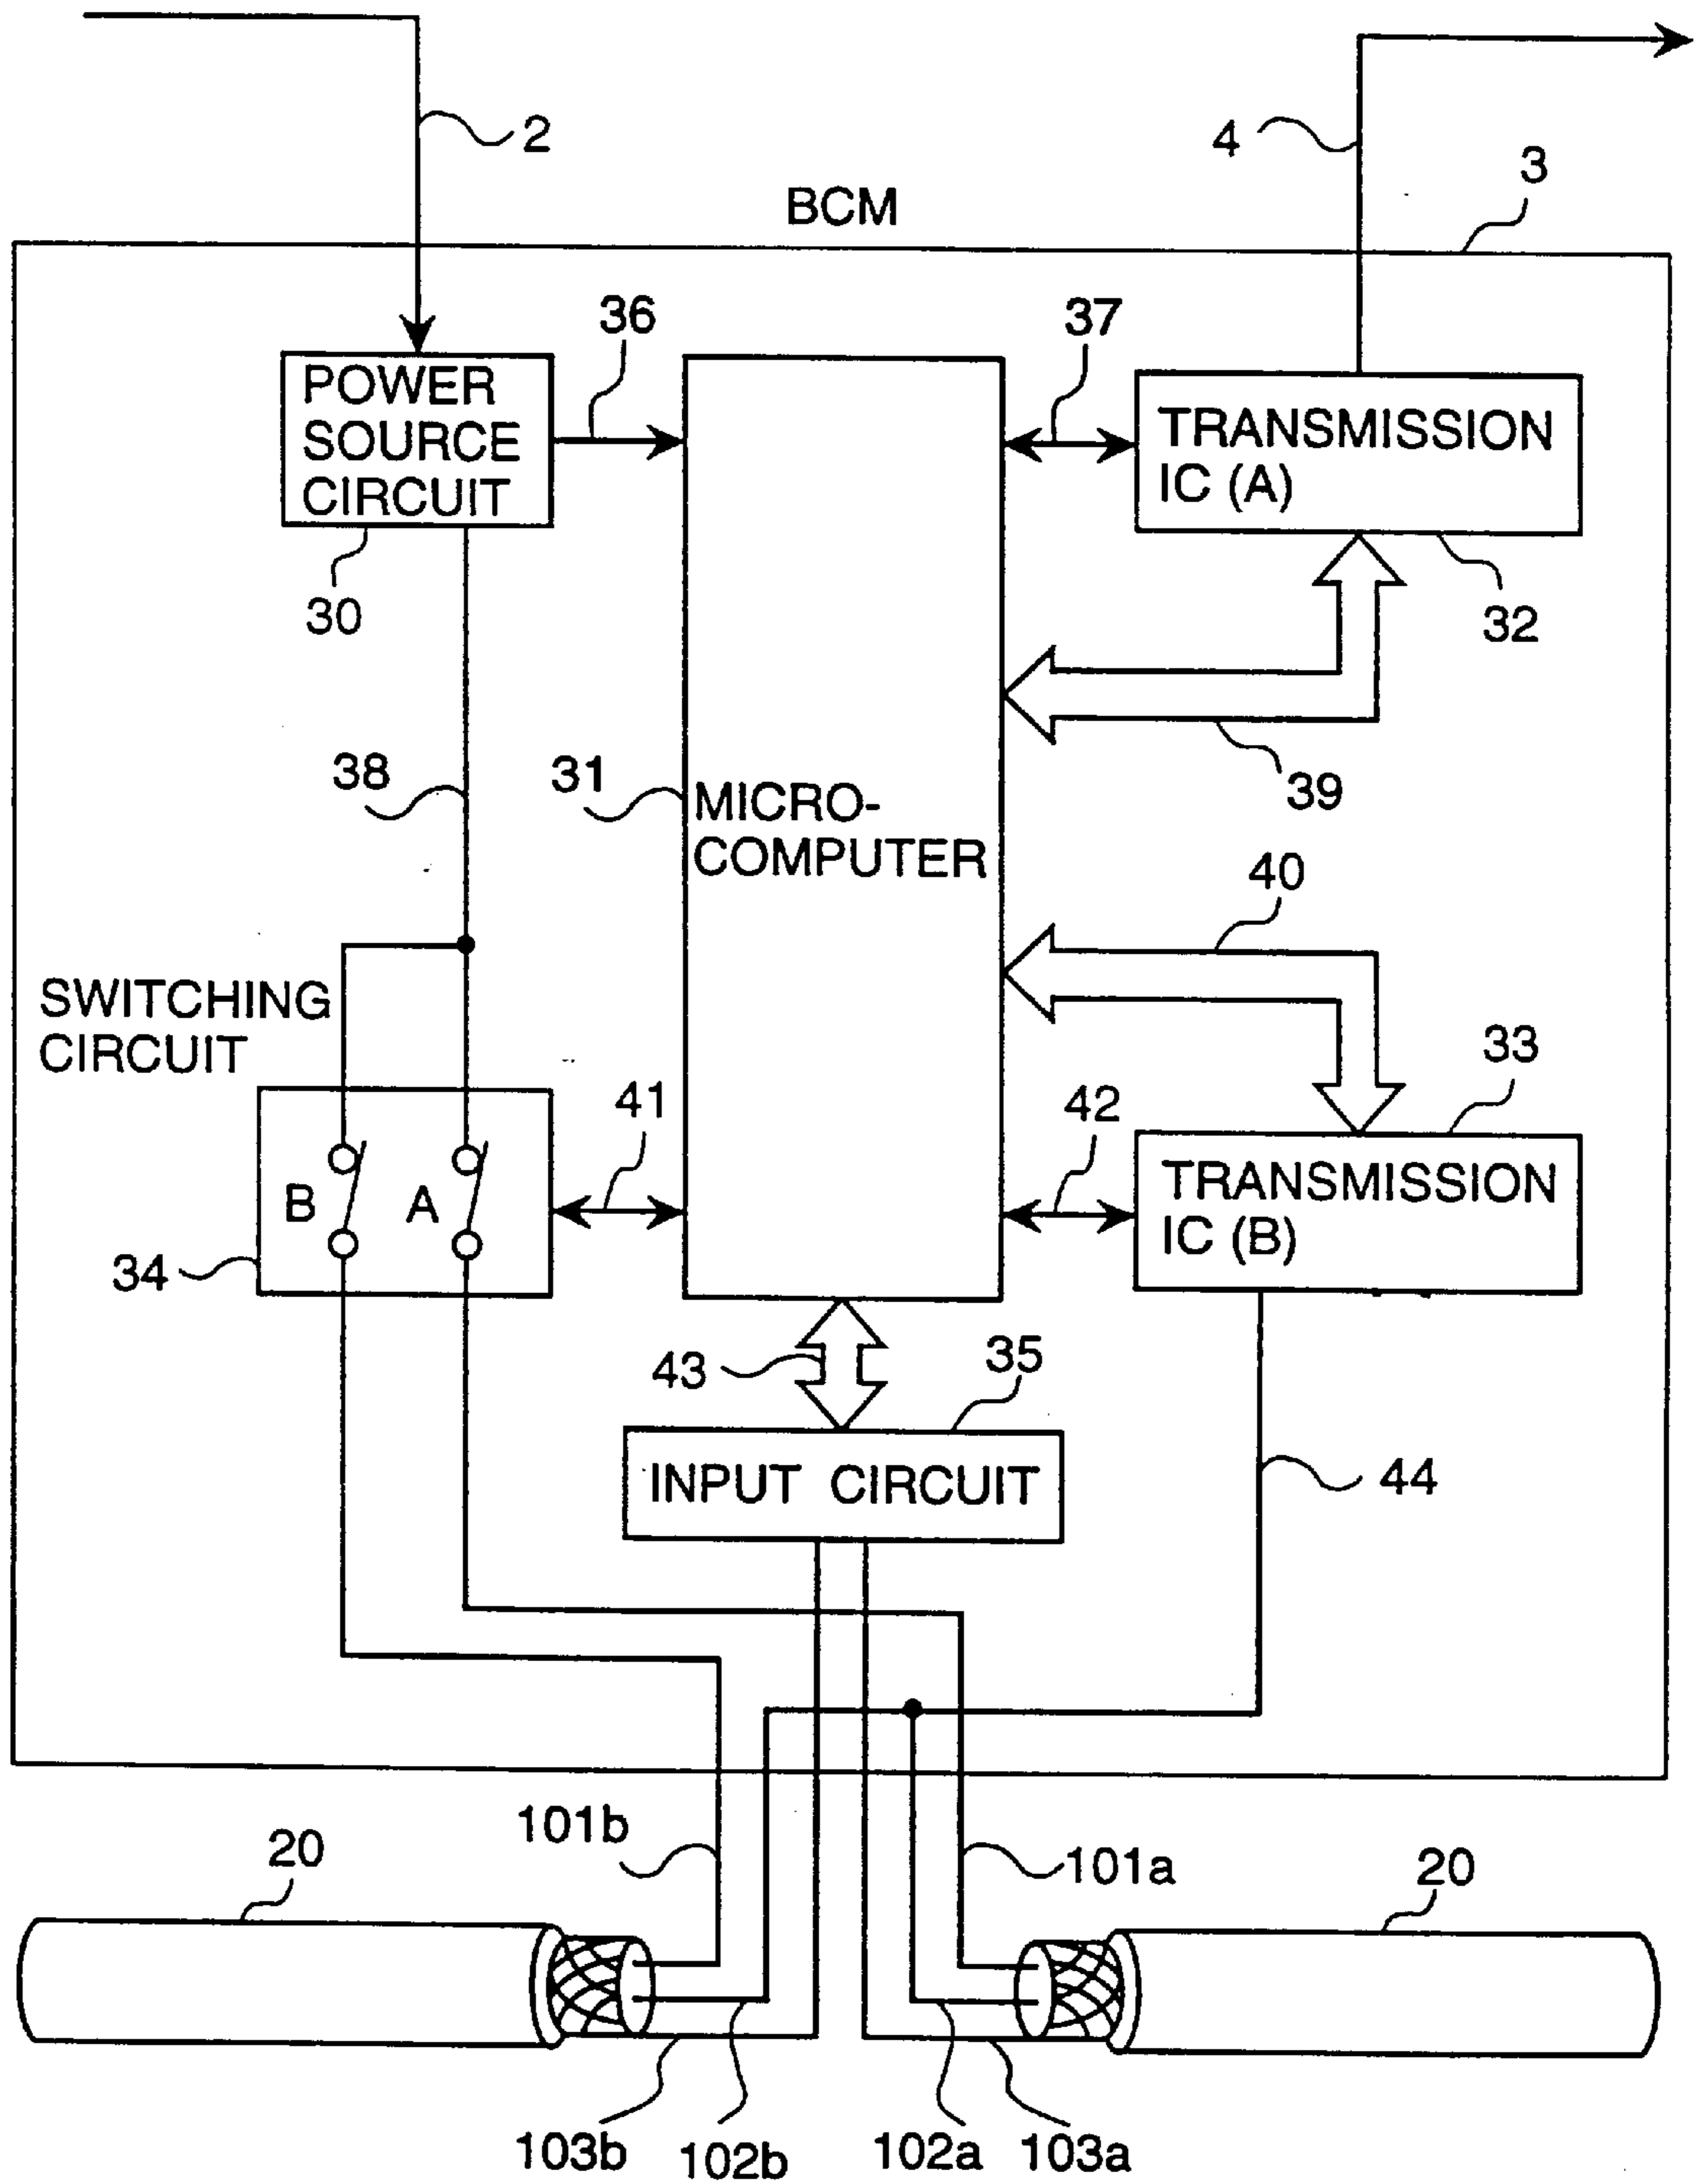 2
4
3
BCM
36
37
POWER
SOURCE
CIRCUIT
TRANSMISSION
IC (A)
30
32
38
31
MICRO-
COMPUTER
39
40
SWITCHING
CIRCUIT
33
41
42
B
A
TRANSMISSION
IC (B)
34
43
35
INPUT CIRCUIT
44
101b
101a
20
20
103b
102b
102a
103a